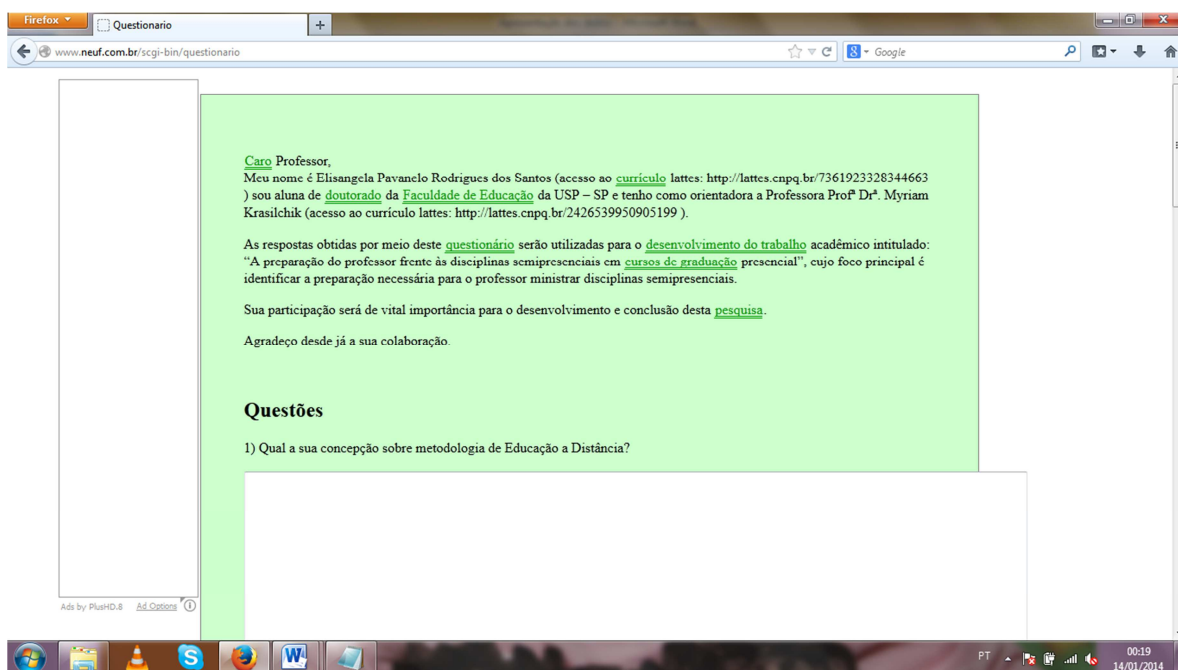 Firefox
Questionario
www.neuf.com.br/scgi-bin/questionario
Google
Caro Professor,
Meu nome é Elisangela Pavanelo Rodrigues dos Santos (acesso ao currículo lattes: http://lattes.cnpq.br/7361923328344663
) sou aluna de doutorado da Faculdade de Educação da USP – SP e tenho como orientadora a Professora Profª Drª. Myriam
Krasilchik (acesso ao currículo lattes: http://lattes.cnpq.br/2426539950905199 ).
As respostas obtidas por meio deste questionário serão utilizadas para o desenvolvimento do trabalho acadêmico intitulado:
“A preparação do professor frente às disciplinas semipresenciais em cursos de graduação presencial”, cujo foco principal é
identificar a preparação necessária para o professor ministrar disciplinas semipresenciais.
Sua participação será de vital importância para o desenvolvimento e conclusão desta pesquisa.
Agradeço desde já a sua colaboração.
Questões
1) Qual a sua concepção sobre metodologia de Educação a Distância?
Ads by PlusHD.8 Ad Options
PT
00:19
14/01/2014